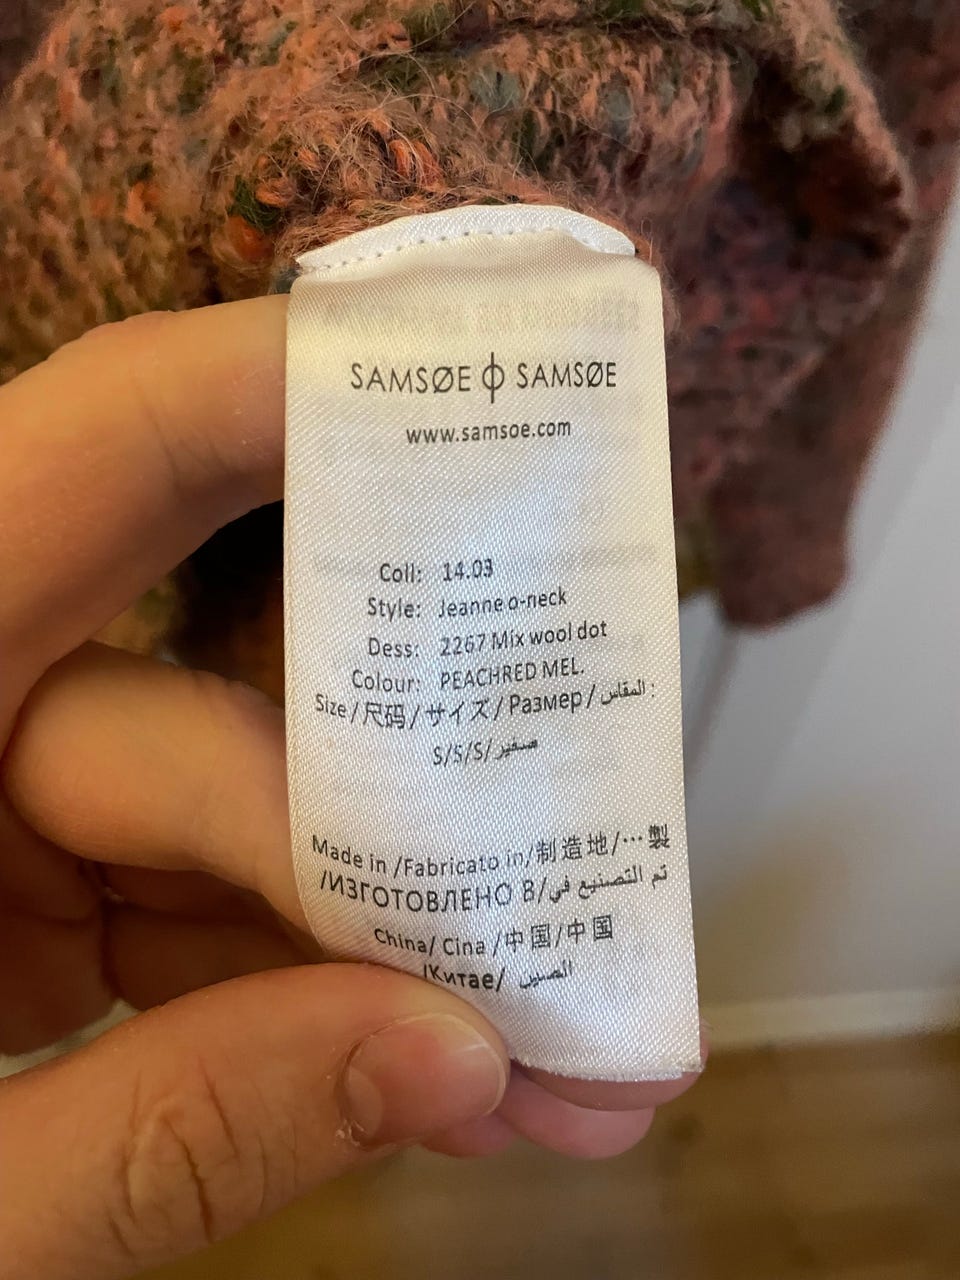 SAMSØE ϕ SAMSØE
www.samsoe.com
Coll: 14.03
Style: Jeanne o-neck
Dess: 2267 Mix wool dot
Colour: PEACHRED MEL.
Size/尺码/サイズ/Размер/المقاس:
S/S/S/صغير
Made in /Fabricato in/制造地/…製
/ИЗГОТОВЛЕНО В/تم التصنيع في
China/ Cina /中国/中国
/Китае/ الصين